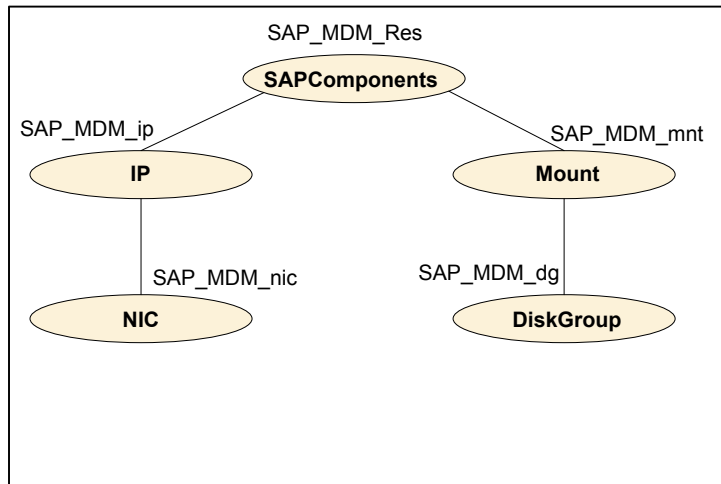 SAP_MDM_Res
SAPComponents
SAP_MDM_ip
SAP_MDM_mnt
IP
Mount
SAP_MDM_nic
SAP_MDM_dg
NIC
DiskGroup